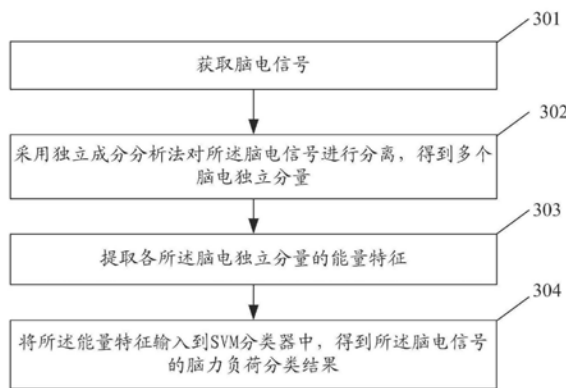 301
获取脑电信号
302
采用独立成分分析法对所述脑电信号进行分离，得到多个
脑电独立分量
303
提取各所述脑电独立分量的能量特征
304
将所述能量特征输入到SVM分类器中，得到所述脑电信号
的脑力负荷分类结果